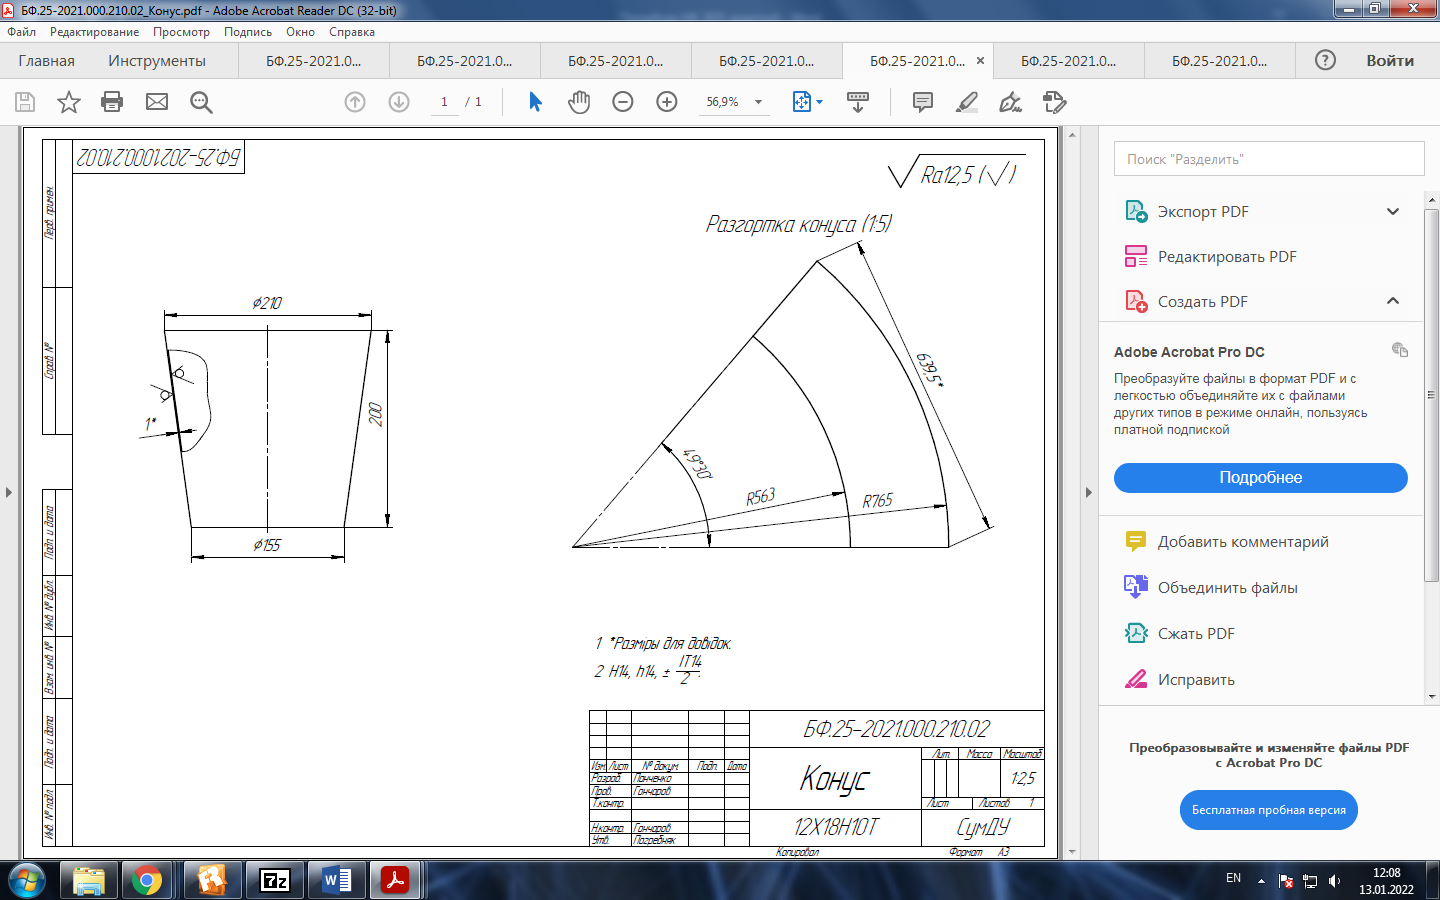 БФ.25-2021.000.210.02_Конус.pdf - Adobe Acrobat Reader DC (32-bit)
Файл Редактирование Просмотр Подпись Окно Справка
Главная Инструменты БФ.25-2021.0... БФ.25-2021.0... БФ.25-2021.0... БФ.25-2021.0... БФ.25-2021.0... × БФ.25-2021.0... БФ.25-2021.0... Войти
1 / 1 56,9%
БФ.25-2021.000.210.02
Перв. примен.
Справ. №
Подп. и дата
Инв. № дубл.
Взам. инв. №
Подп. и дата
Инв. № подл.
Ra12,5 (√)
Разгортка конуса (1:5)
⌀210
1*
200
⌀155
639,5*
49°30'
R563
R765
1 *Розміри для довідок.
2 H14, h14, ± IT14/2.
БФ.25-2021.000.210.02
Изм. Лист № докум. Подп. Дата
Разраб. Панченко
Пров. Гончаров
Т.контр.
Н.контр. Гончаров
Утв. Погребняк
Конус
Лит. Масса Масштаб
1:2,5
Лист Листов 1
12Х18Н10Т
СумДУ
Копировал Формат А3
Поиск "Разделить"
Экспорт PDF
Редактировать PDF
Создать PDF
Adobe Acrobat Pro DC
Преобразуйте файлы в формат PDF и с
легкостью объединяйте их с файлами
других типов в режиме онлайн, пользуясь
платной подпиской
Подробнее
Добавить комментарий
Объединить файлы
Сжать PDF
Исправить
Преобразовывайте и изменяйте файлы PDF
с Acrobat Pro DC
Бесплатная пробная версия
7z
W
EN
12:08
13.01.2022